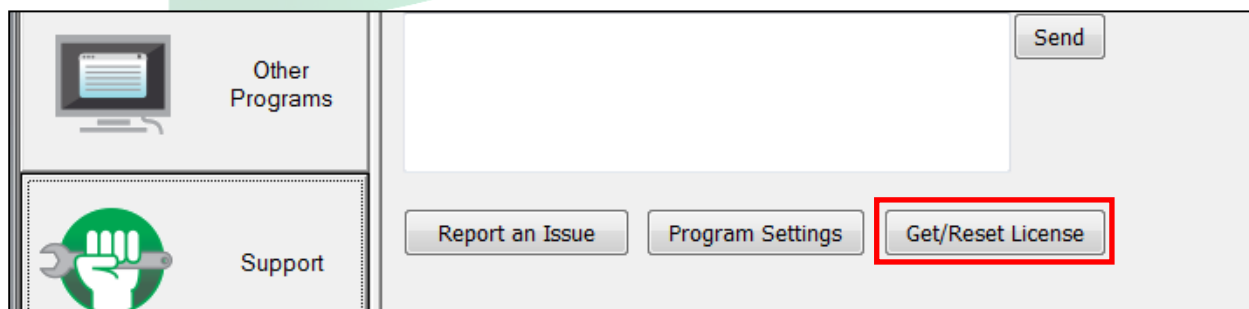 Other
Programs
Send
Support
Report an Issue
Program Settings
Get/Reset License